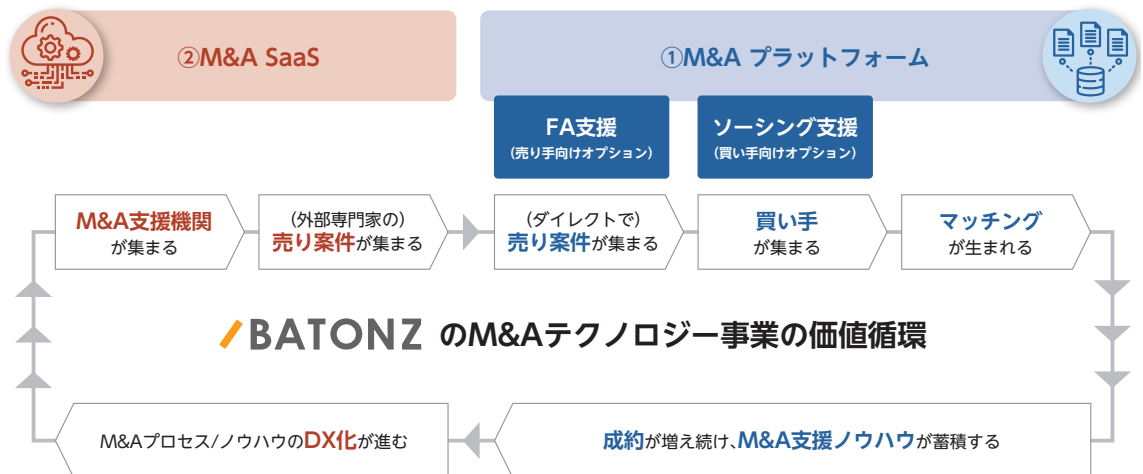 ②M&A SaaS
①M&A プラットフォーム
FA支援
(売り手向けオプション)
ソーシング支援
(買い手向けオプション)
M&A支援機関
が集まる
(外部専門家の)
売り案件が集まる
(ダイレクトで)
売り案件が集まる
買い手
が集まる
マッチング
が生まれる
BATONZ のM&Aテクノロジー事業の価値循環
M&Aプロセス/ノウハウのDX化が進む
成約が増え続け、M&A支援ノウハウが蓄積する